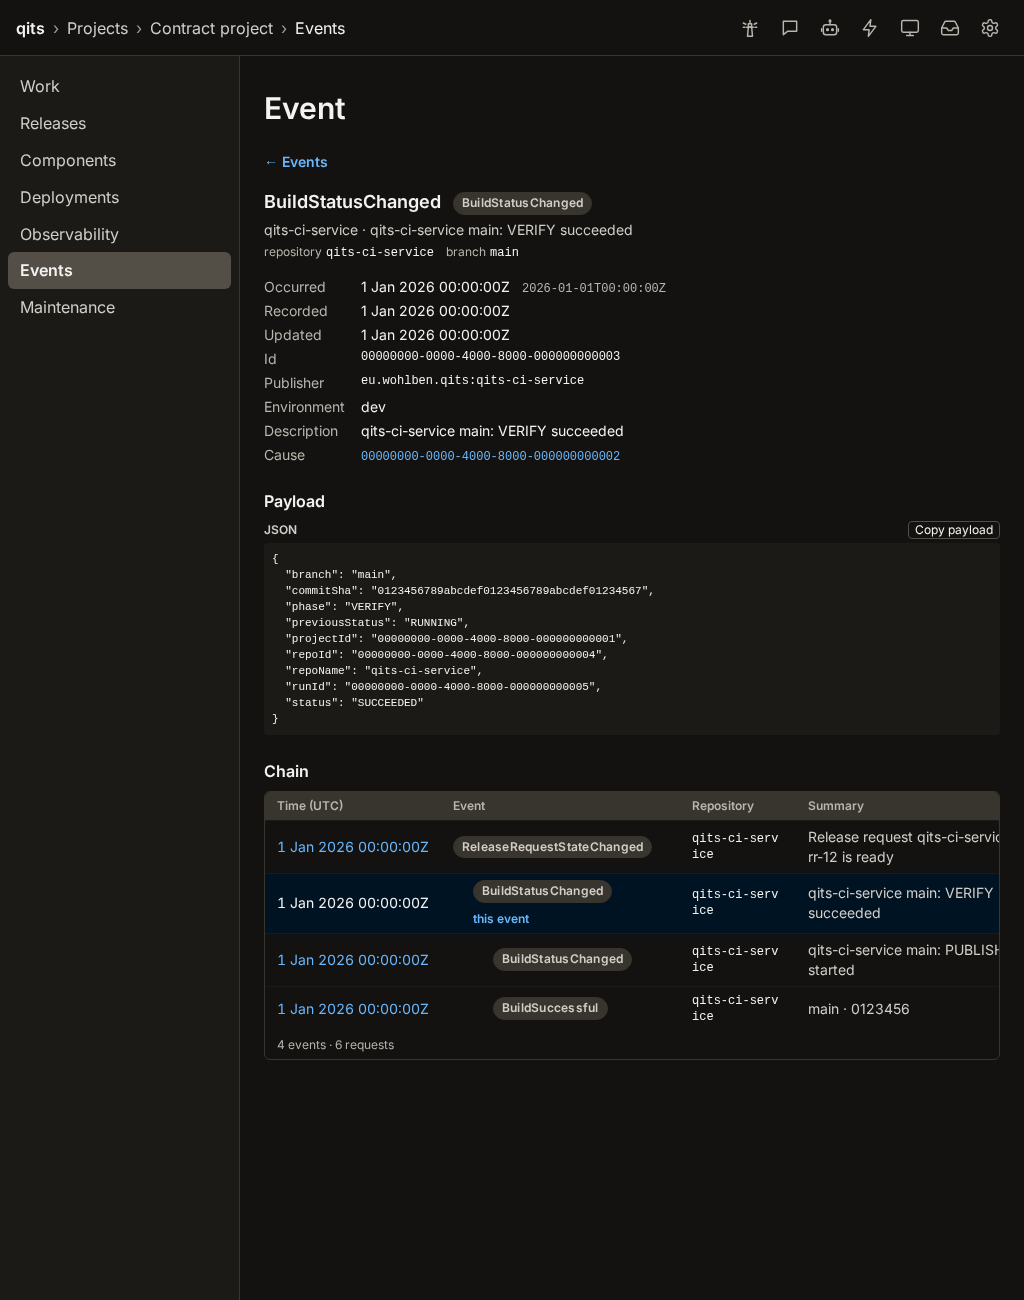 qits › Projects › Contract project › Events
Work
Releases
Components
Deployments
Observability
Events
Maintenance
Event
← Events
BuildStatusChanged BuildStatusChanged
qits-ci-service · qits-ci-service main: VERIFY succeeded
repository qits-ci-service branch main
Occurred 1 Jan 2026 00:00:00Z 2026-01-01T00:00:00Z
Recorded 1 Jan 2026 00:00:00Z
Updated 1 Jan 2026 00:00:00Z
Id 00000000-0000-4000-8000-000000000003
Publisher eu.wohlben.qits:qits-ci-service
Environment dev
Description qits-ci-service main: VERIFY succeeded
Cause 00000000-0000-4000-8000-000000000002
Payload
JSON Copy payload
{
  "branch": "main",
  "commitSha": "0123456789abcdef0123456789abcdef01234567",
  "phase": "VERIFY",
  "previousStatus": "RUNNING",
  "projectId": "00000000-0000-4000-8000-000000000001",
  "repoId": "00000000-0000-4000-8000-000000000004",
  "repoName": "qits-ci-service",
  "runId": "00000000-0000-4000-8000-000000000005",
  "status": "SUCCEEDED"
}
Chain
Time (UTC) Event Repository Summary
1 Jan 2026 00:00:00Z ReleaseRequestStateChanged qits-ci-serv
ice
Release request
rr-12 is ready
1 Jan 2026 00:00:00Z BuildStatusChanged
this event
qits-ci-serv
ice
qits-ci-service main: VERIFY
succeeded
1 Jan 2026 00:00:00Z BuildStatusChanged qits-ci-serv
ice
qits-ci-service main:
started
1 Jan 2026 00:00:00Z BuildSuccessful qits-ci-serv
ice
main · 0123456
4 events · 6 requests